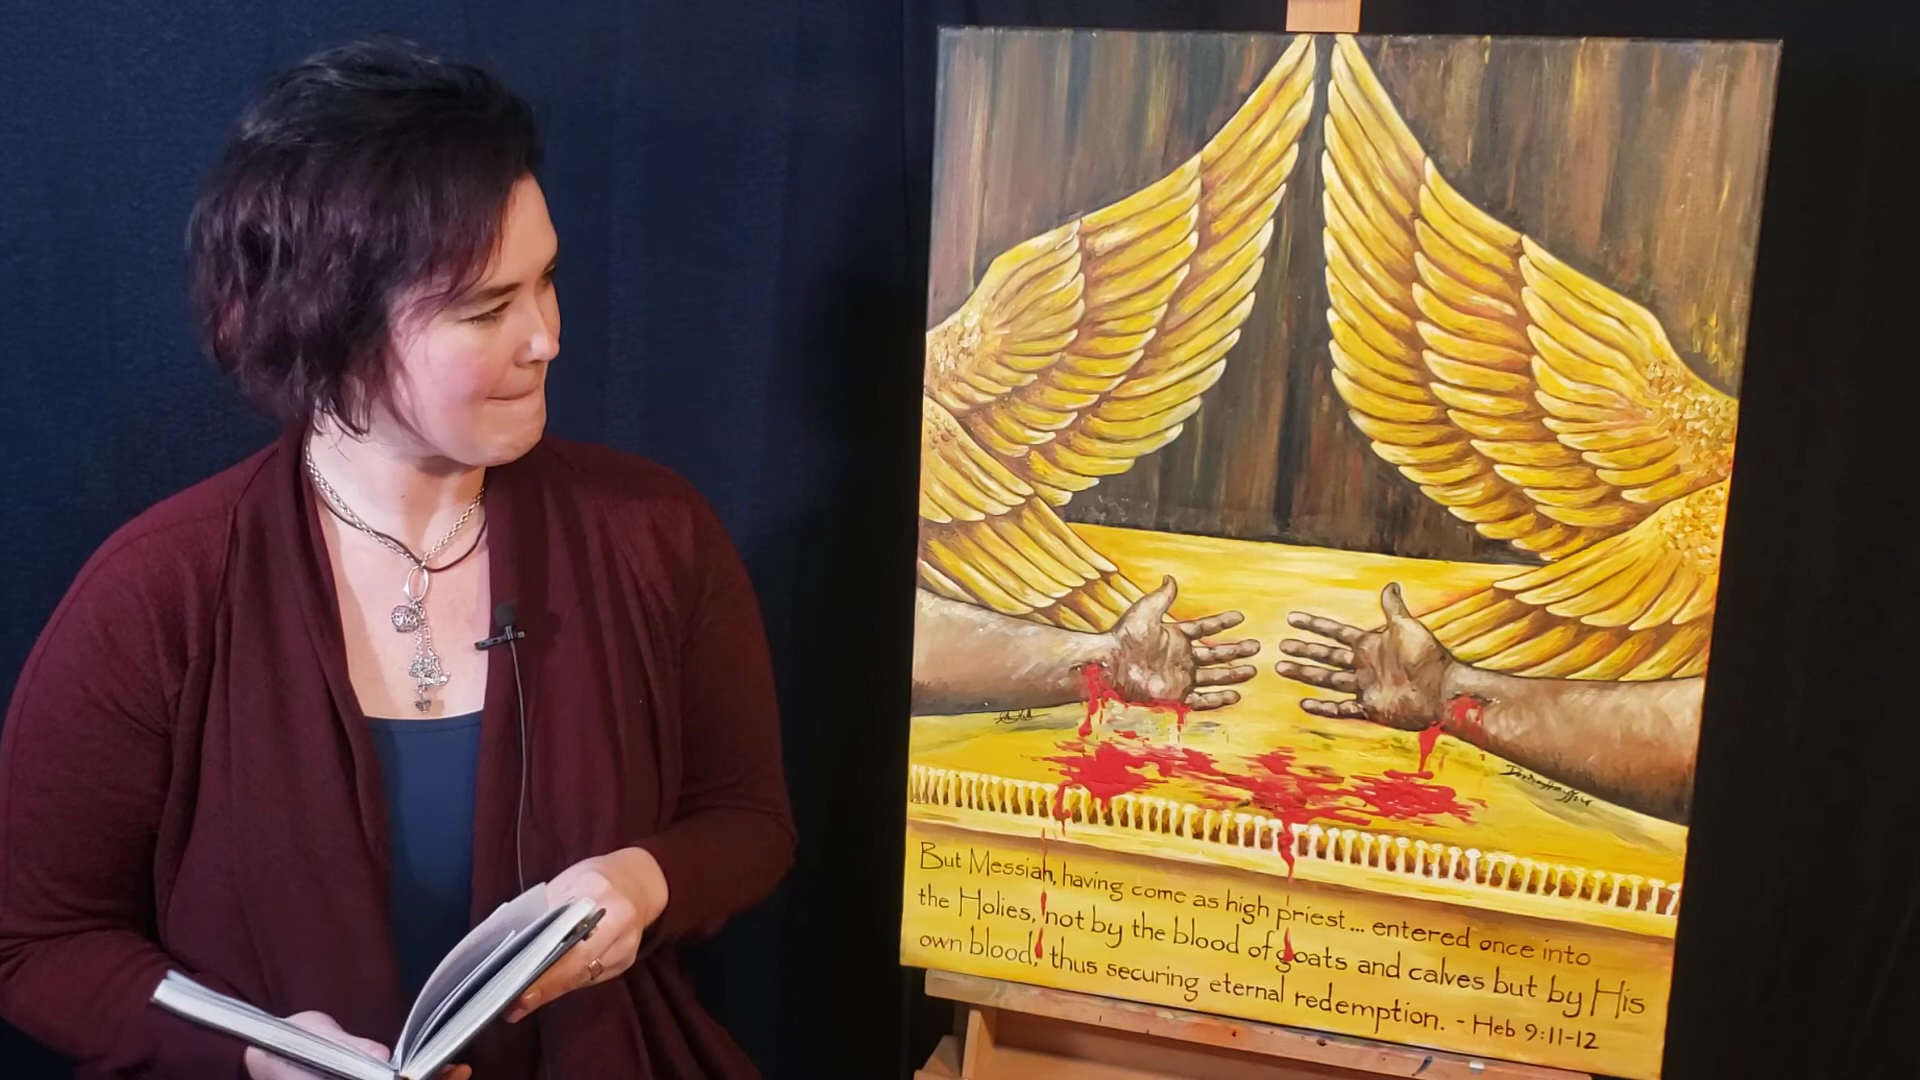 But Messiah, having come as high priest... entered once into
the Holies, not by the blood of goats and calves but by His
own blood, thus securing eternal redemption. - Heb 9:11-12